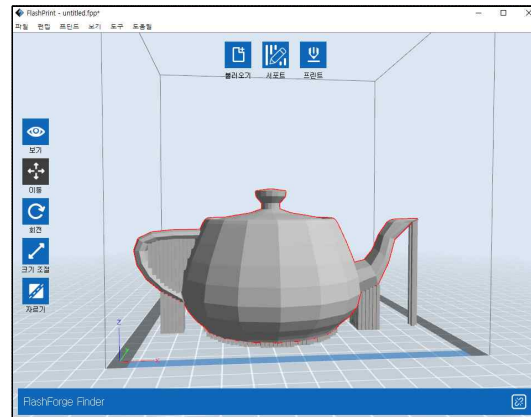 FlashPrint - untitled.fpp*
파일 편집 프린트 보기 도구 도움말
불러오기 서포트 프린트
보기
이동
회전
크기 조절
자르기
z
x
FlashForge Finder